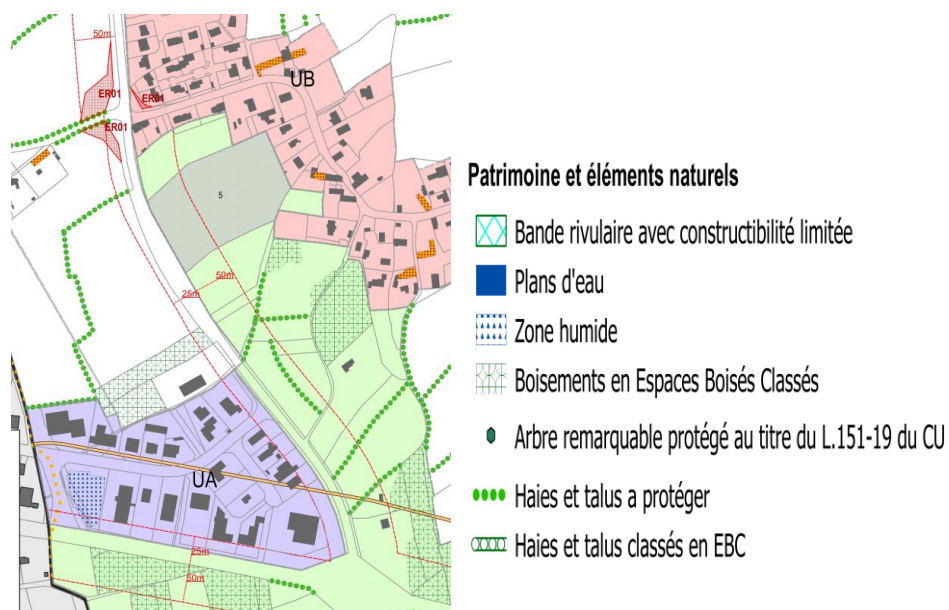 50m
UB
ER01
ER01
ER01
5
50m
25m
UA
25m
50m
Patrimoine et éléments naturels
Bande rivulaire avec constructibilité limitée
Plans d'eau
Zone humide
Boisements en Espaces Boisés Classés
Arbre remarquable protégé au titre du L.151-19 du CU
Haies et talus a protéger
Haies et talus classés en EBC